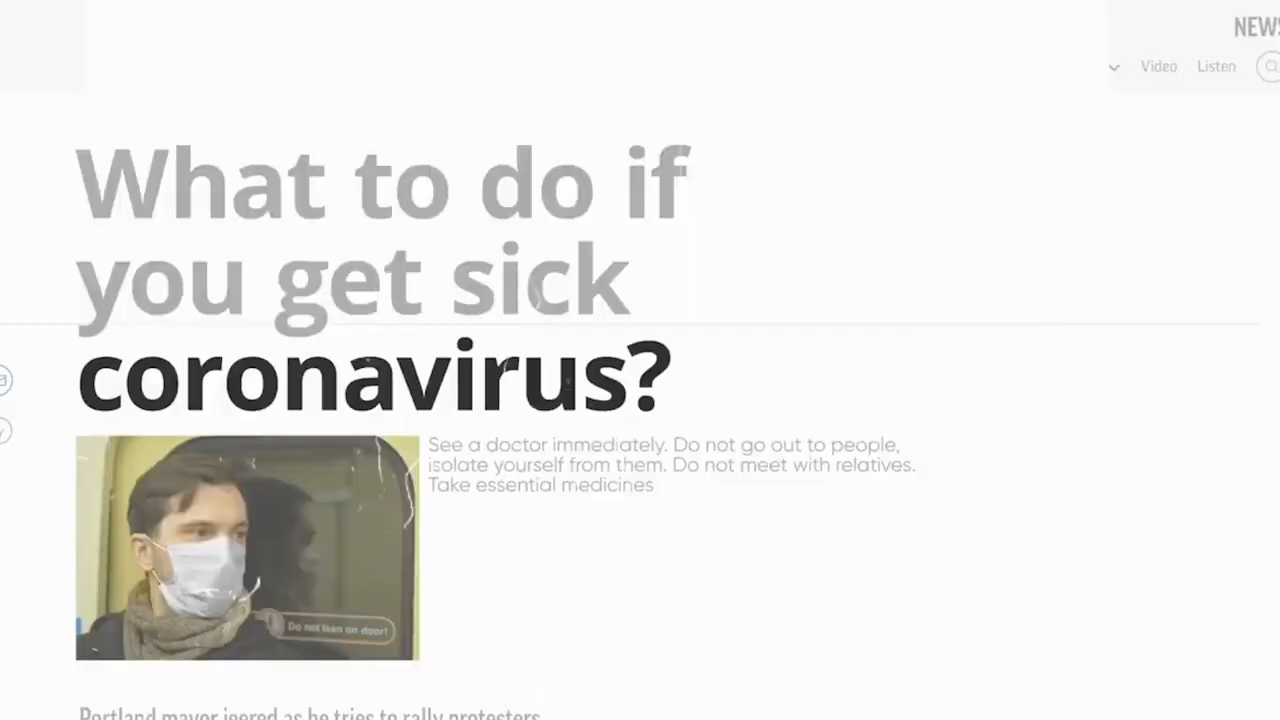 NEWS
Video Listen
What to do if
you get sick
coronavirus?
See a doctor immediately. Do not go out to people,
isolate yourself from them. Do not meet with relatives.
Take essential medicines
Do not lean on door!
Portland mayor jeered as he tries to rally protesters